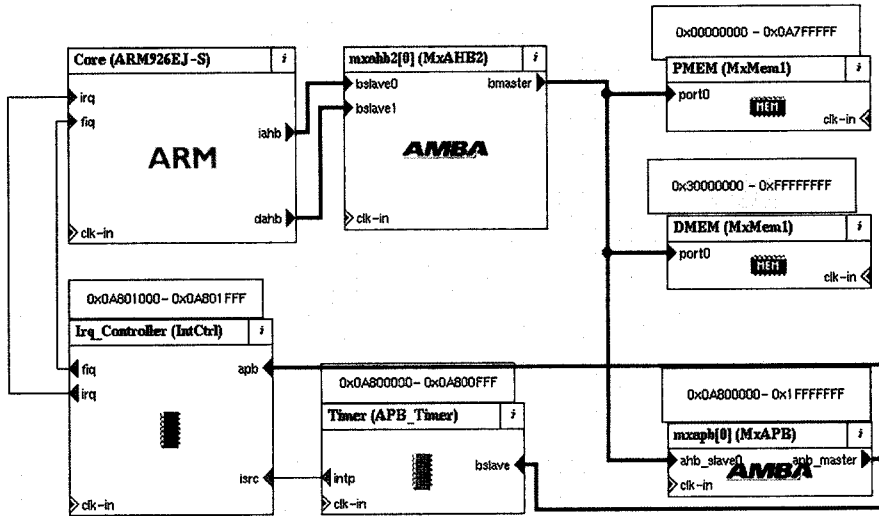 0x00000000 - 0x0A7FFFFF
Core (ARM926EJ-S) i
mxahb2[0] (MxAHB2) i
PMEM (MxMem1) i
irq
fiq
iahb
dahb
clk-in
ARM
bslave0
bslave1
bmaster
AMBA
clk-in
port0
MEM
clk-in
0x30000000 - 0xFFFFFFFF
DMEM (MxMem1) i
port0
MEM
clk-in
0x0A801000 - 0x0A801FFF
Irq_Controller (IntCtrl) i
fiq
irq
apb
isrc
clk-in
0x0A800000 - 0x0A800FFF
Timer (APB_Timer) i
intp
bslave
clk-in
0x0A800000 - 0x1FFFFFFF
mxapb[0] (MxAPB) i
ahb_slave0 apb_master
AMBA
clk-in